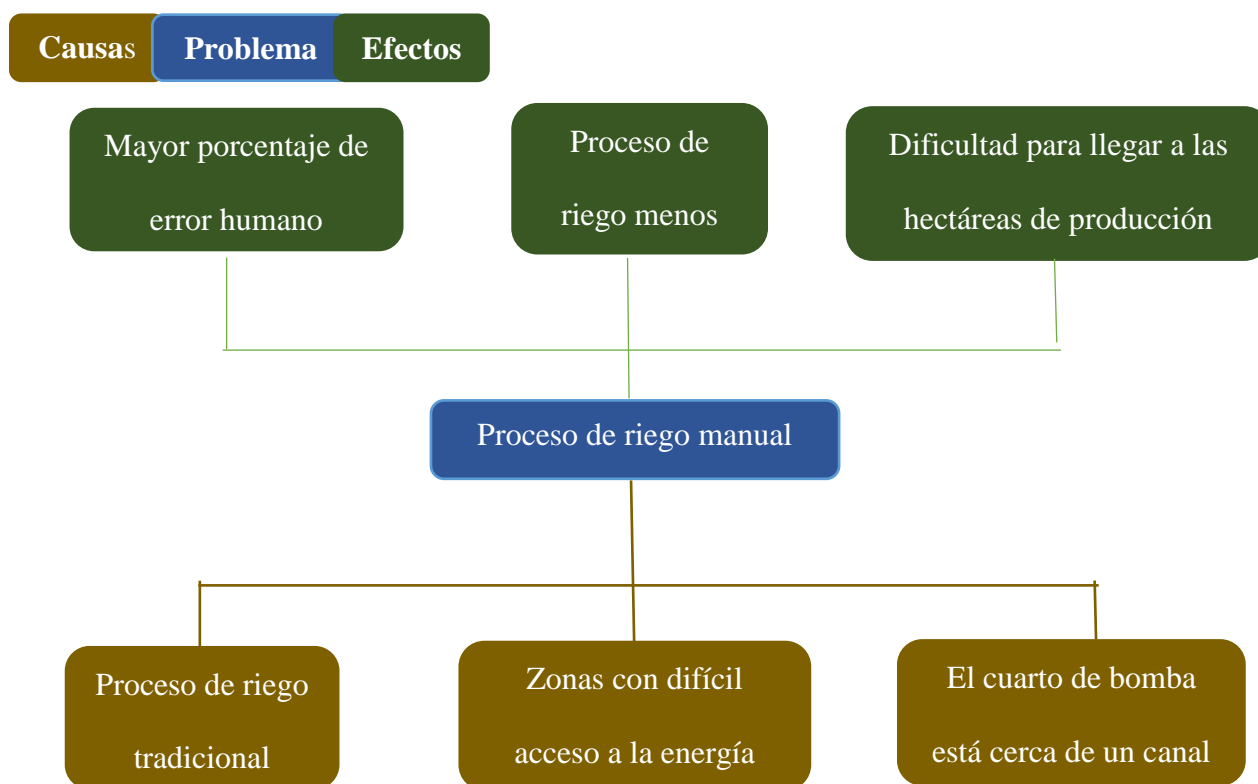 Causas Problema Efectos
Mayor porcentaje de
error humano
Proceso de
riego menos
Dificultad para llegar a las
hectáreas de producción
Proceso de riego manual
Proceso de riego
tradicional
Zonas con difícil
acceso a la energía
El cuarto de bomba
está cerca de un canal